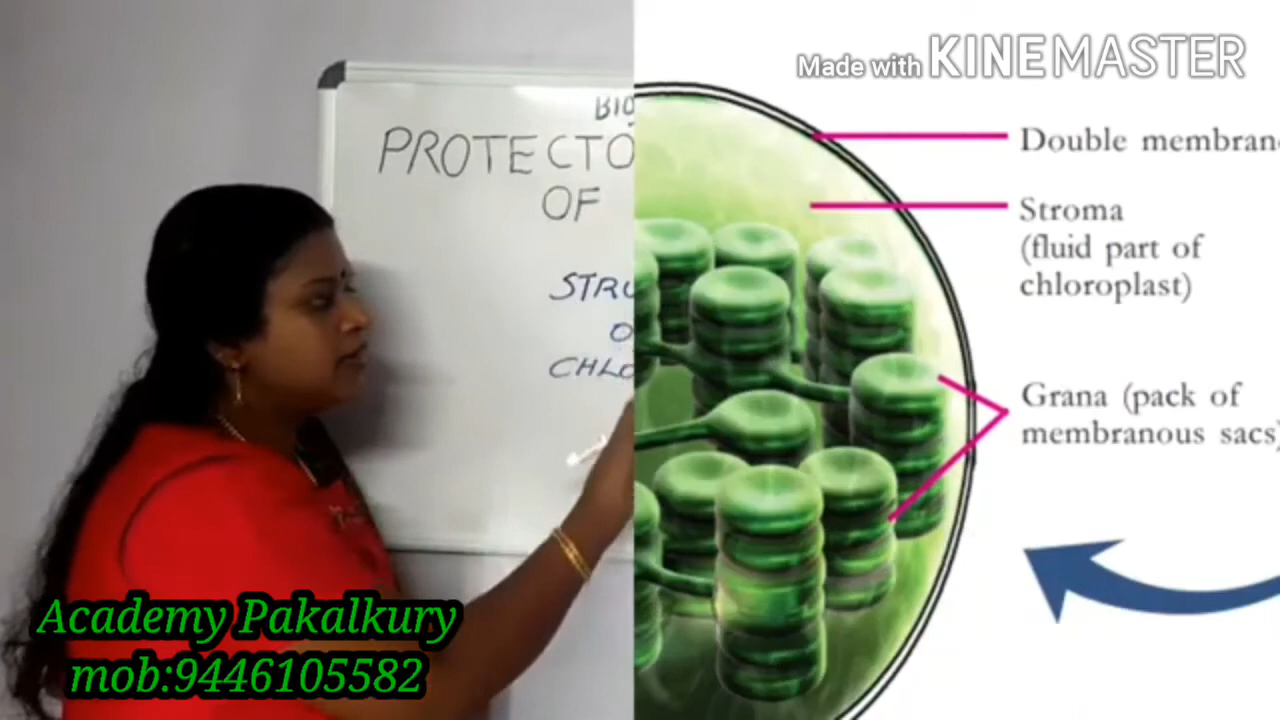 PROTECTO
OF
STRU
O
CHLO
Made with KINEMASTER
Double membran
Stroma
(fluid part of
chloroplast)
Grana (pack of
membranous sacs)
Academy Pakalkury
mob:9446105582